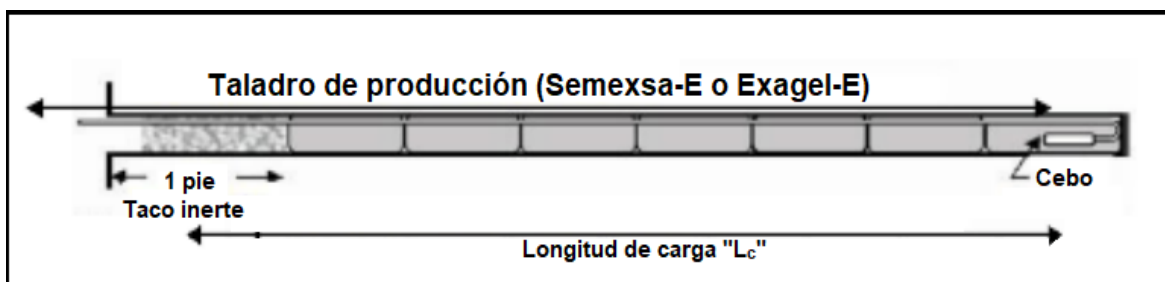 Taladro de producción (Semexsa-E o Exagel-E)
1 pie
Taco inerte
Cebo
Longitud de carga "Lc"